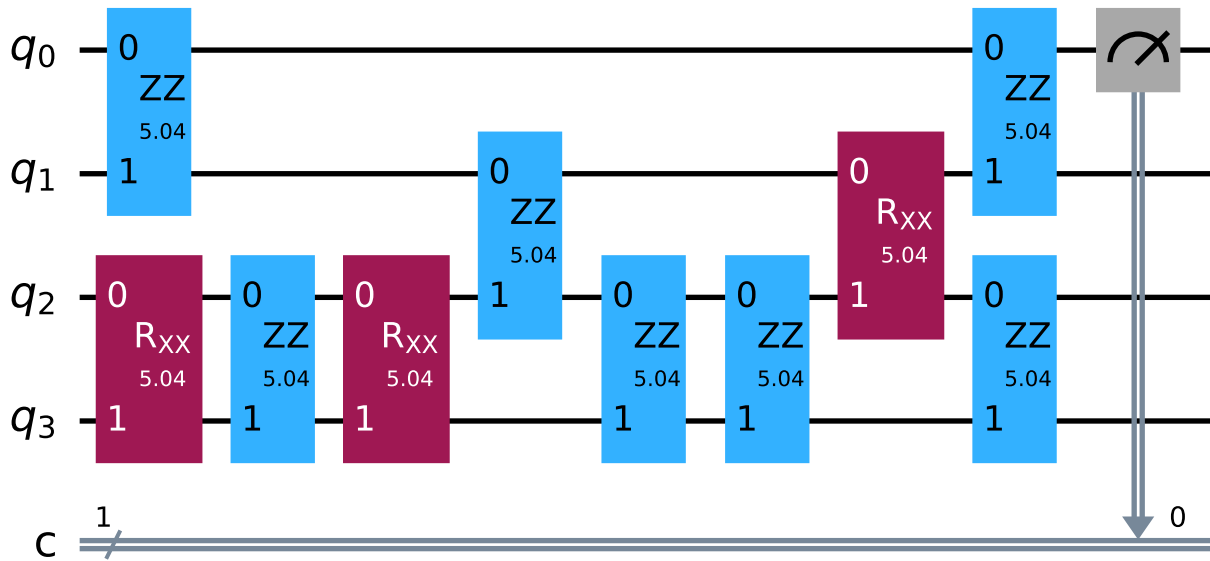 q0 0 ZZ 5.04 0 ZZ 5.04
q1 1 0 ZZ 5.04 0 RXX 5.04 1
q2 0 RXX 5.04 0 ZZ 5.04 0 RXX 5.04 1 0 ZZ 5.04 0 ZZ 5.04 1 0 ZZ 5.04
q3 1 1 1 1 1 1
c 1 0